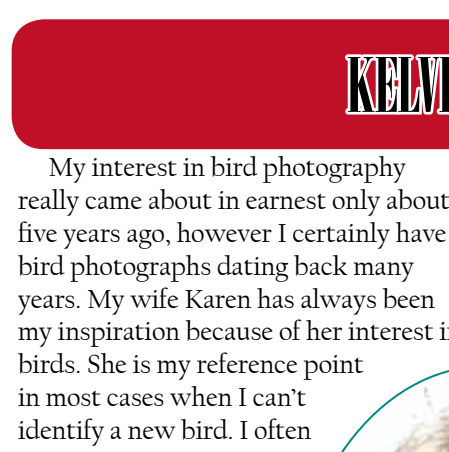 KELV
My interest in bird photography
really came about in earnest only about
five years ago, however I certainly have
bird photographs dating back many
years. My wife Karen has always been
my inspiration because of her interest
birds. She is my reference point
in most cases when I can't
identify a new bird. I often